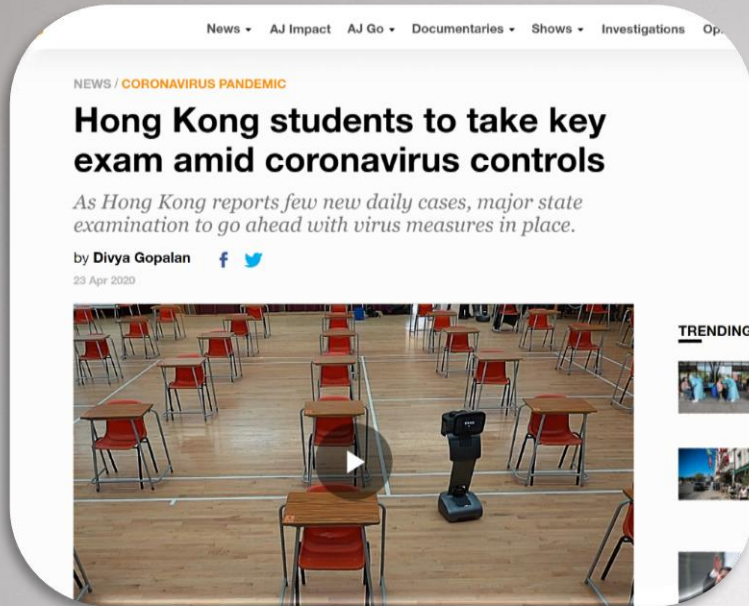 News AJ Impact AJ Go Documentaries Shows Investigations
NEWS / CORONAVIRUS PANDEMIC
Hong Kong students to take key
exam amid coronavirus controls
As Hong Kong reports few new daily cases, major state
examination to go ahead with virus measures in place.
by Divya Gopalan
23 Apr 2020
TRENDING